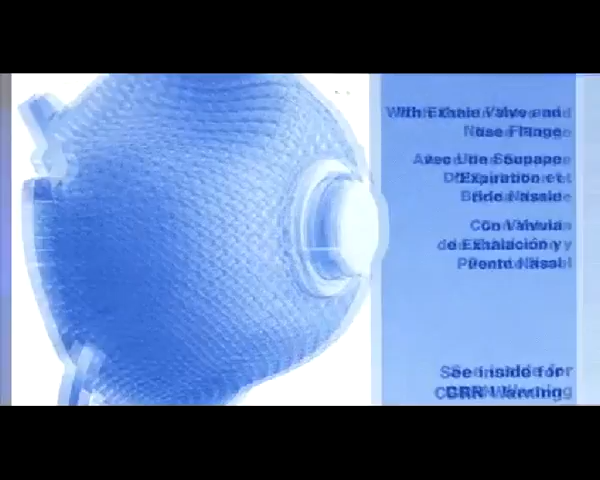 With Exhale Valve and
Nose Flange
Avec Une Soupape
D'Expiration et
Bride Nasale
Con Válvula
de Exhalación y
Puente Nasal
See inside for
Warning